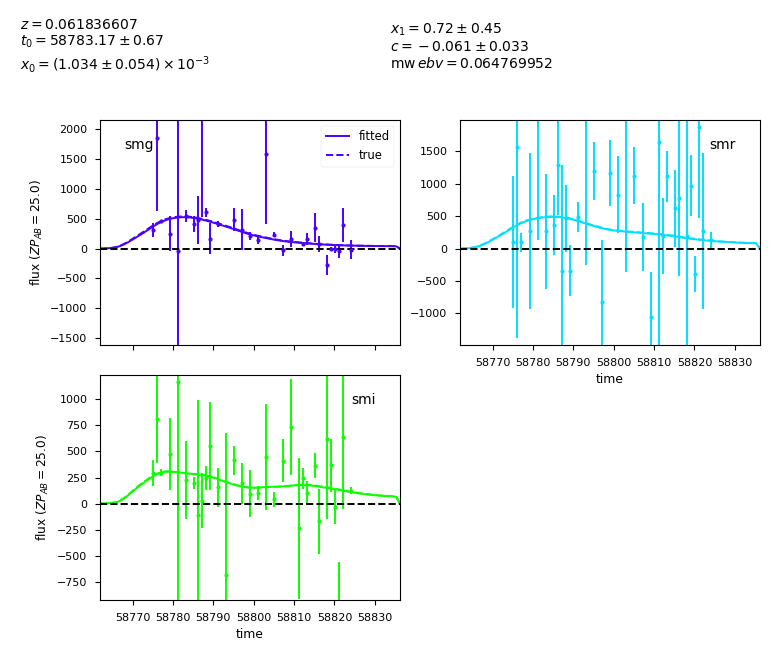 z = 0.061836607
t₀ = 58783.17 ± 0.67
x₀ = (1.034 ± 0.054) × 10⁻³
x₁ = 0.72 ± 0.45
c = −0.061 ± 0.033
mw ebv = 0.064769952
smg
fitted
true
2000
1500
1000
500
0
−500
−1000
−1500
flux (ZP_AB = 25.0)
smr
1500
1000
500
0
−500
−1000
58770 58780 58790 58800 58810 58820 58830
time
smi
1000
750
500
250
0
−250
−500
−750
flux (ZP_AB = 25.0)
58770 58780 58790 58800 58810 58820 58830
time